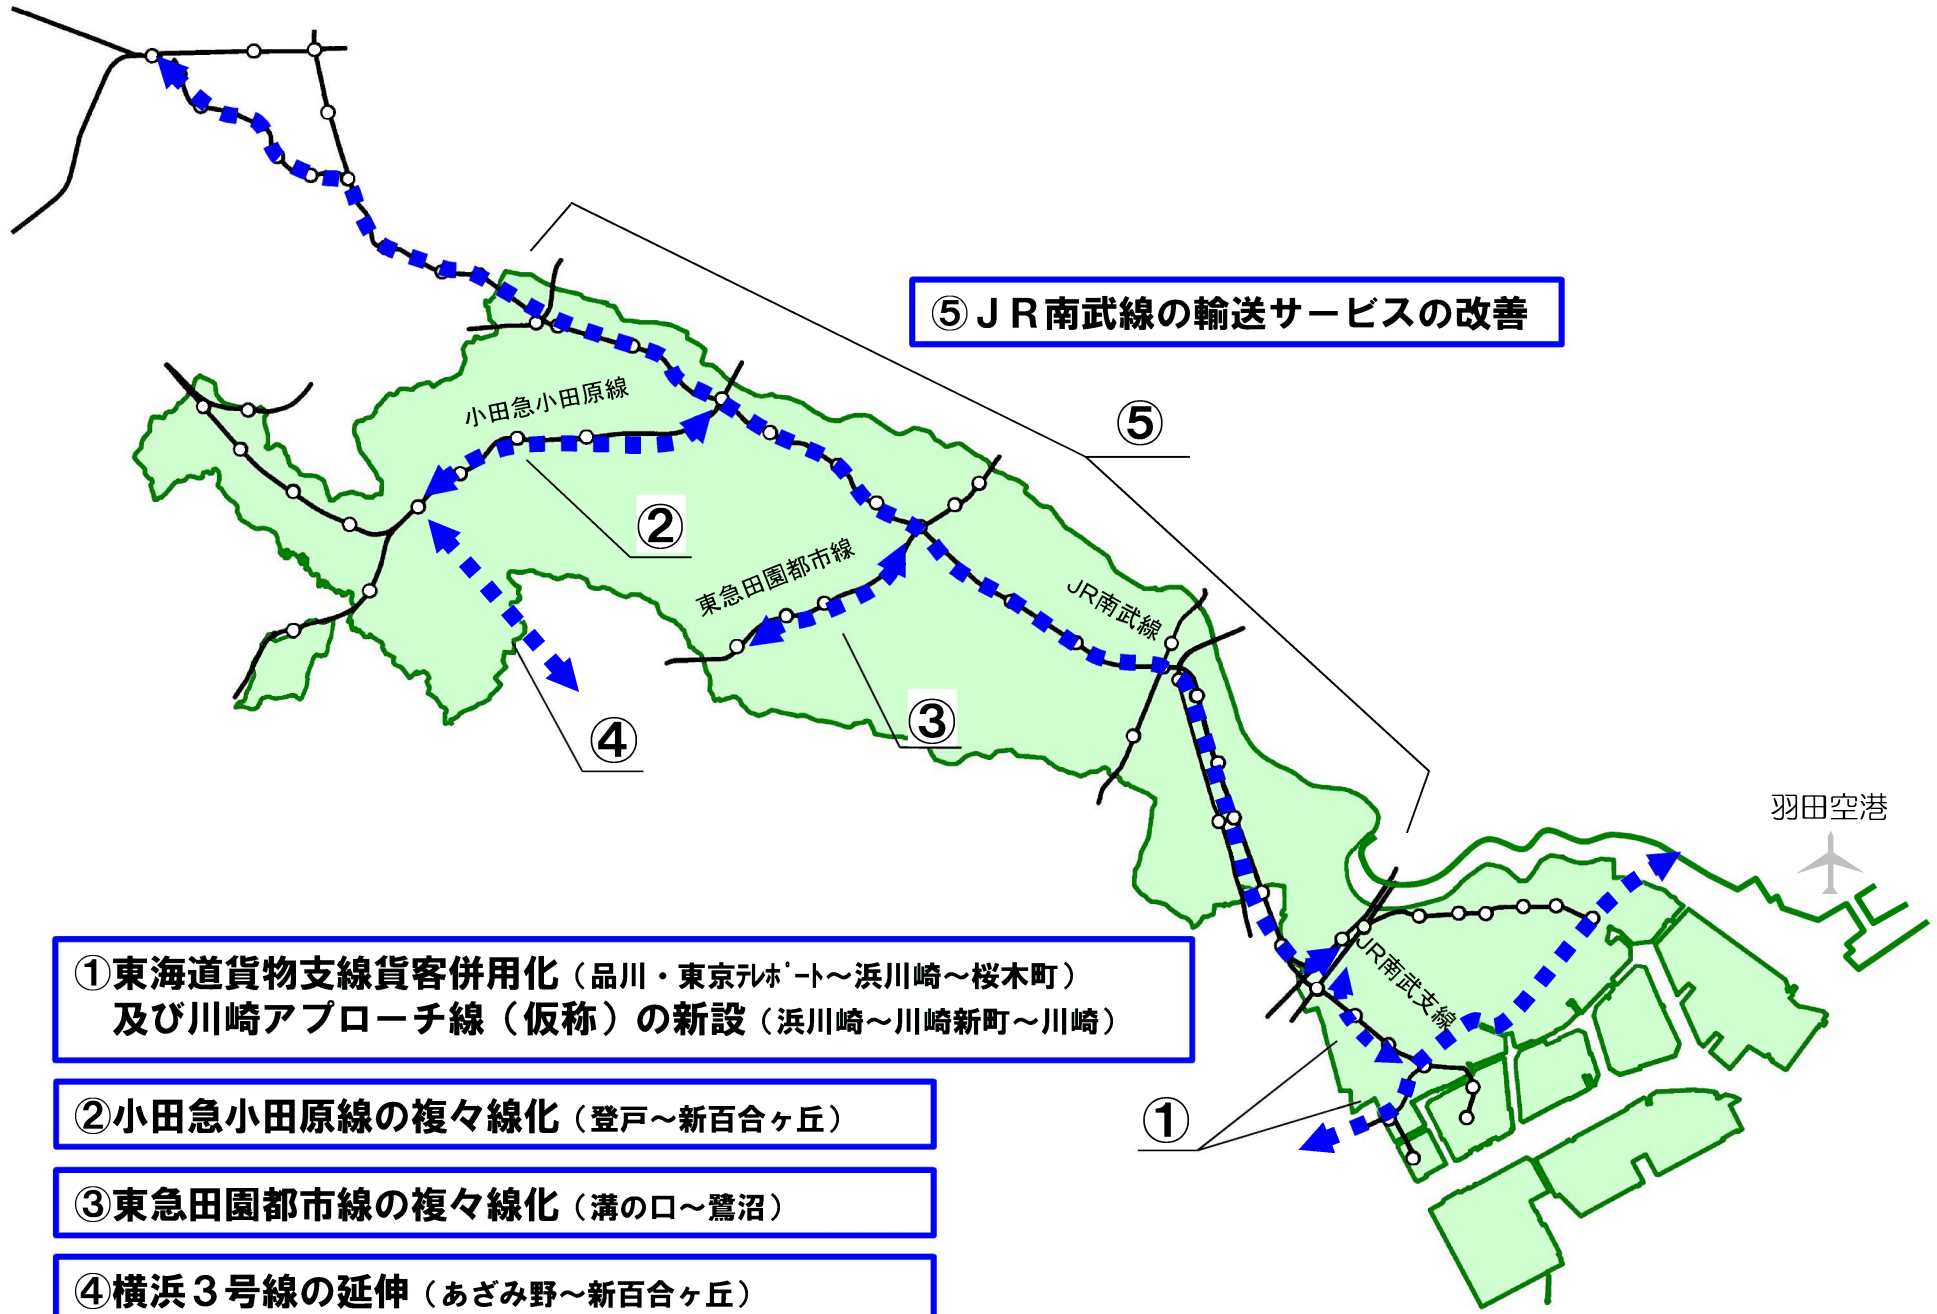 ⑤ＪＲ南武線の輸送サービスの改善
小田急小田原線
⑤
②
東急田園都市線
JR南武線
③
④
羽田空港
JR南武支線
①
①東海道貨物支線貨客併用化（品川・東京ﾃﾚﾎﾟｰﾄ～浜川崎～桜木町）
及び川崎アプローチ線（仮称）の新設（浜川崎～川崎新町～川崎）
②小田急小田原線の複々線化（登戸～新百合ヶ丘）
③東急田園都市線の複々線化（溝の口～鷺沼）
④横浜３号線の延伸（あざみ野～新百合ヶ丘）